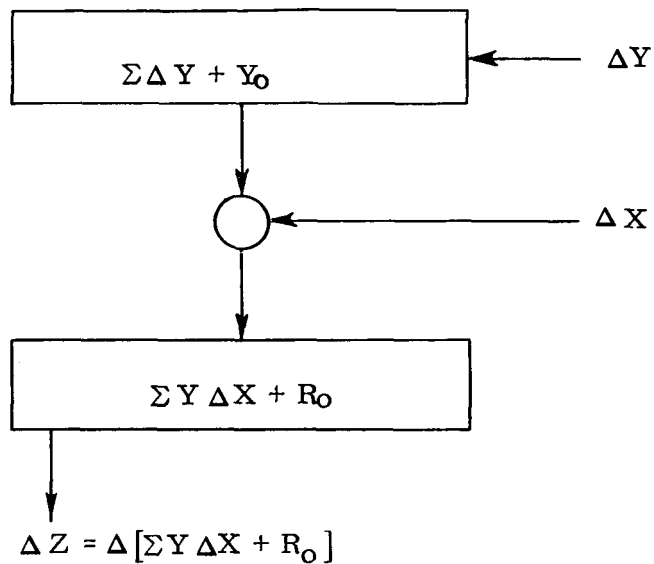 ΣΔY + Y₀
ΔY
ΔX
ΣYΔX + R₀
ΔZ = Δ[ΣYΔX + R₀]